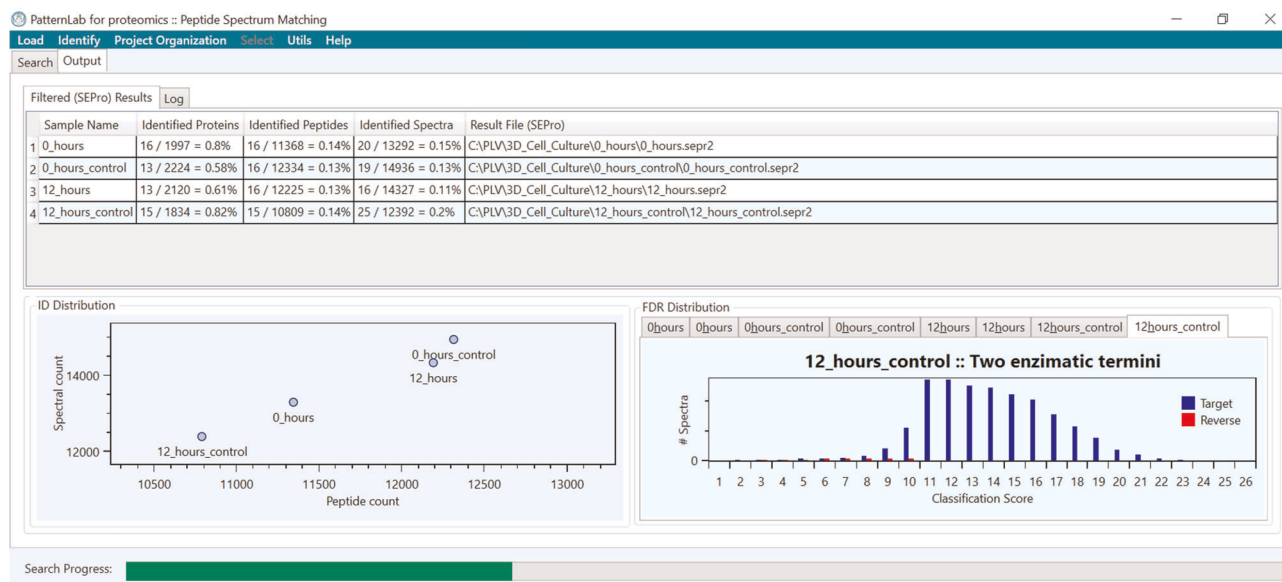 PatternLab for proteomics :: Peptide Spectrum Matching
Load Identify Project Organization Select Utils Help
Search Output
Filtered (SEPro) Results Log
Sample Name Identified Proteins Identified Peptides Identified Spectra Result File (SEPro)
1 0_hours 16 / 1997 = 0.8% 16 / 11368 = 0.14% 20 / 13292 = 0.15% C:\PLV\3D_Cell_Culture\0_hours\0_hours.sepr2
2 0_hours_control 13 / 2224 = 0.58% 16 / 12334 = 0.13% 19 / 14936 = 0.13% C:\PLV\3D_Cell_Culture\0_hours_control\0_hours_control.sepr2
3 12_hours 13 / 2120 = 0.61% 16 / 12225 = 0.13% 16 / 14327 = 0.11% C:\PLV\3D_Cell_Culture\12_hours\12_hours.sepr2
4 12_hours_control 15 / 1834 = 0.82% 15 / 10809 = 0.14% 25 / 12392 = 0.2% C:\PLV\3D_Cell_Culture\12_hours_control\12_hours_control.sepr2
ID Distribution
Spectral count
14000
12000
0_hours_control
12_hours
0_hours
12_hours_control
10500 11000 11500 12000 12500 13000
Peptide count
FDR Distribution
0hours 0hours 0hours_control 0hours_control 12hours 12hours 12hours_control 12hours_control
12_hours_control :: Two enzimatic termini
# Spectra
0
Target
Reverse
1 2 3 4 5 6 7 8 9 10 11 12 13 14 15 16 17 18 19 20 21 22 23 24 25 26
Classification Score
Search Progress: